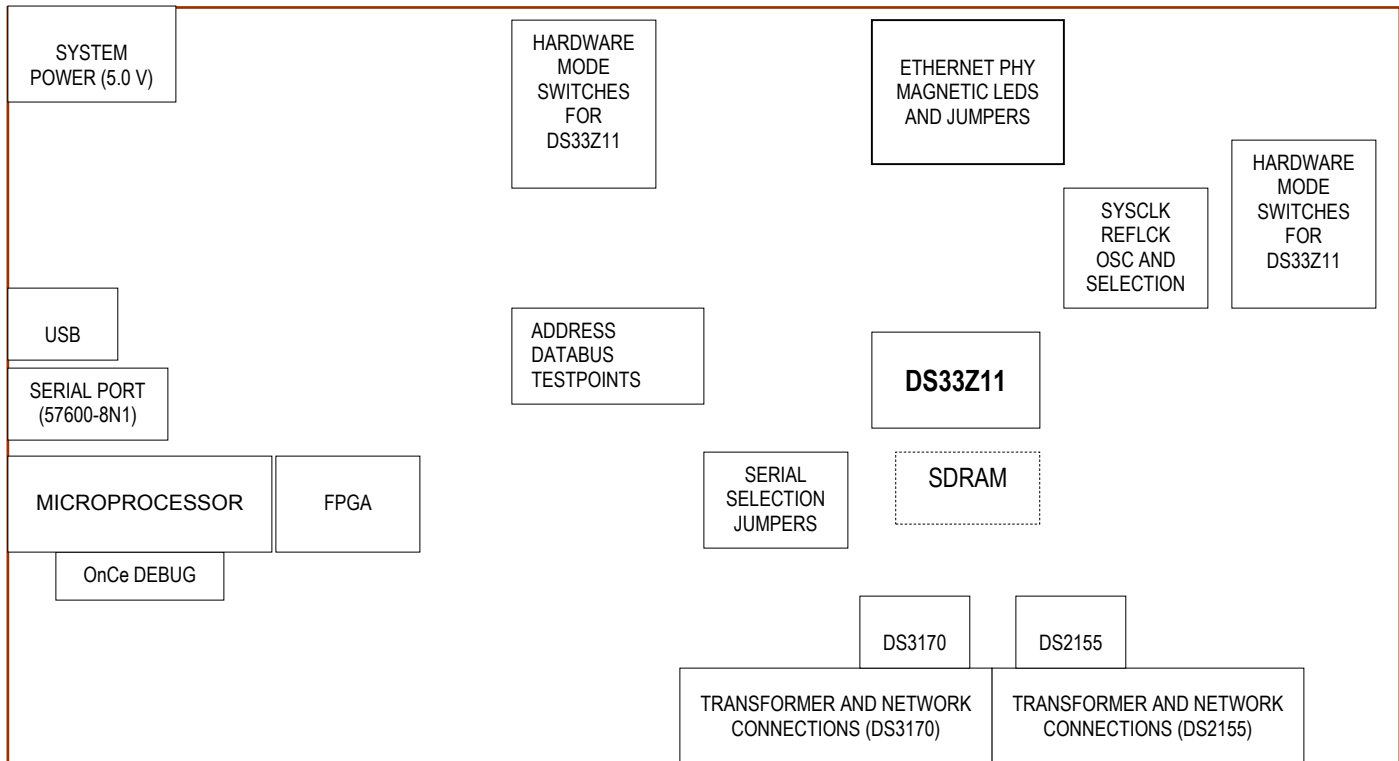 SYSTEM
POWER (5.0 V)
HARDWARE
MODE
SWITCHES
FOR
DS33Z11
ETHERNET PHY
MAGNETIC LEDS
AND JUMPERS
HARDWARE
MODE
SWITCHES
FOR
DS33Z11
SYSCLK
REFLCK
OSC AND
SELECTION
USB
ADDRESS
DATABUS
TESTPOINTS
DS33Z11
SERIAL PORT
(57600-8N1)
MICROPROCESSOR
FPGA
SERIAL
SELECTION
JUMPERS
SDRAM
OnCe DEBUG
DS3170
DS2155
TRANSFORMER AND NETWORK
CONNECTIONS (DS3170)
TRANSFORMER AND NETWORK
CONNECTIONS (DS2155)